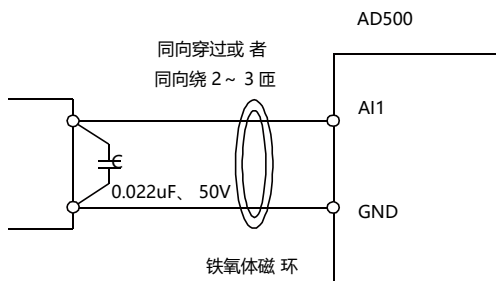 AD500
同向穿过或 者
同向绕 2～ 3 匝
AI1
C
0.022uF、 50V
GND
铁氧体磁 环